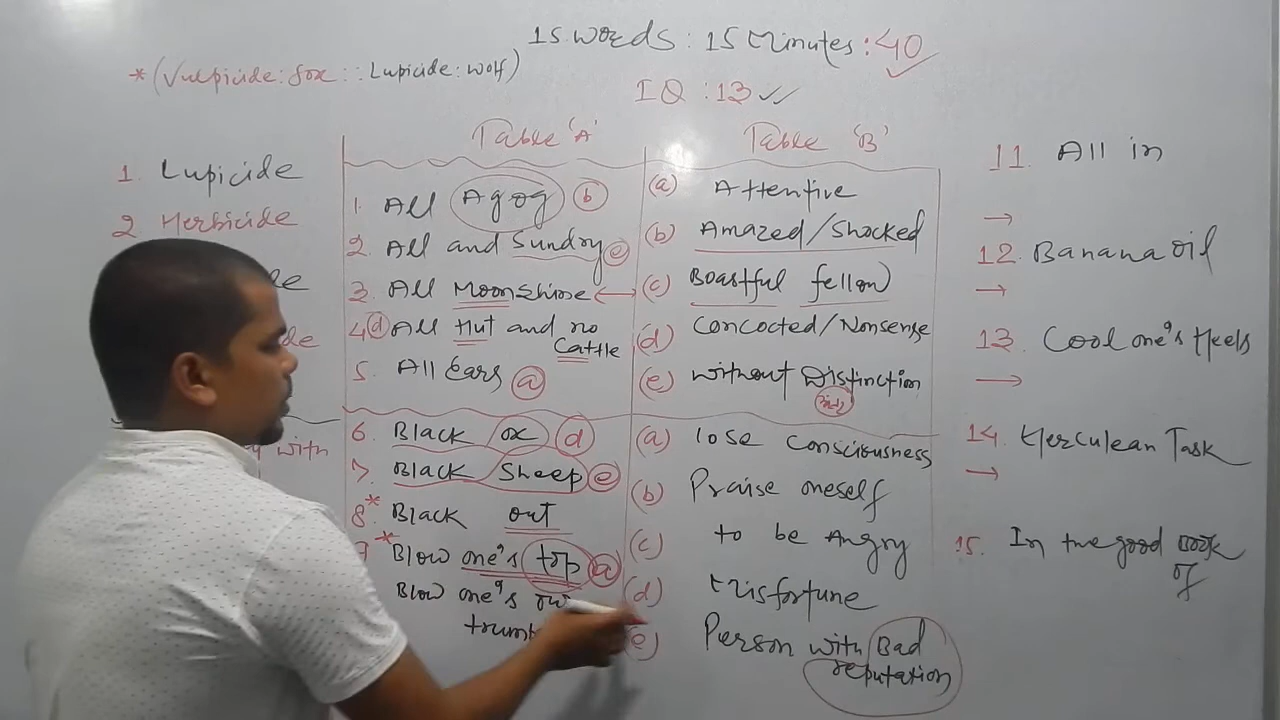 15 words : 15 Minutes : 40
*(Vulpicide : fox :: Lupicide : wolf)
IQ : 13
Table 'A'
Table 'B'
1. Lupicide
2 Herbicide
de
de
with
1. All Agog (b)
2. All and Sundry (e)
3. All Moonshine
4. (d) All Hut and no
Cattle
5. All Ears (a)
6. Black ox (d)
7. Black Sheep (e)
8.* Black out
9.* Blow one's top (a)
Blow one's
(a) Attentive
(b) Amazed/Shocked
(c) Boastful fellow
(d) Concocted/Nonsense
(e) without Distinction
(a) lose consciousness
(b) Praise oneself
(c) to be Angry
(d) Misfortune
(e) Person with Bad
reputation
11. All in
→
12. Banana oil
→
13. Cool one's Heels
→
14. Herculean Task
→
15. In the good book
of